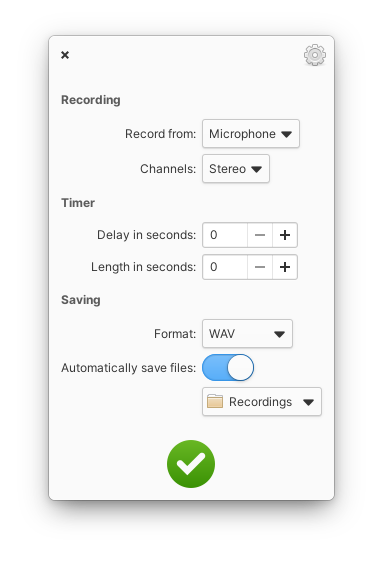 Recording
Record from: Microphone
Channels: Stereo
Timer
Delay in seconds: 0 − +
Length in seconds: 0 − +
Saving
Format: WAV
Automatically save files:
Recordings